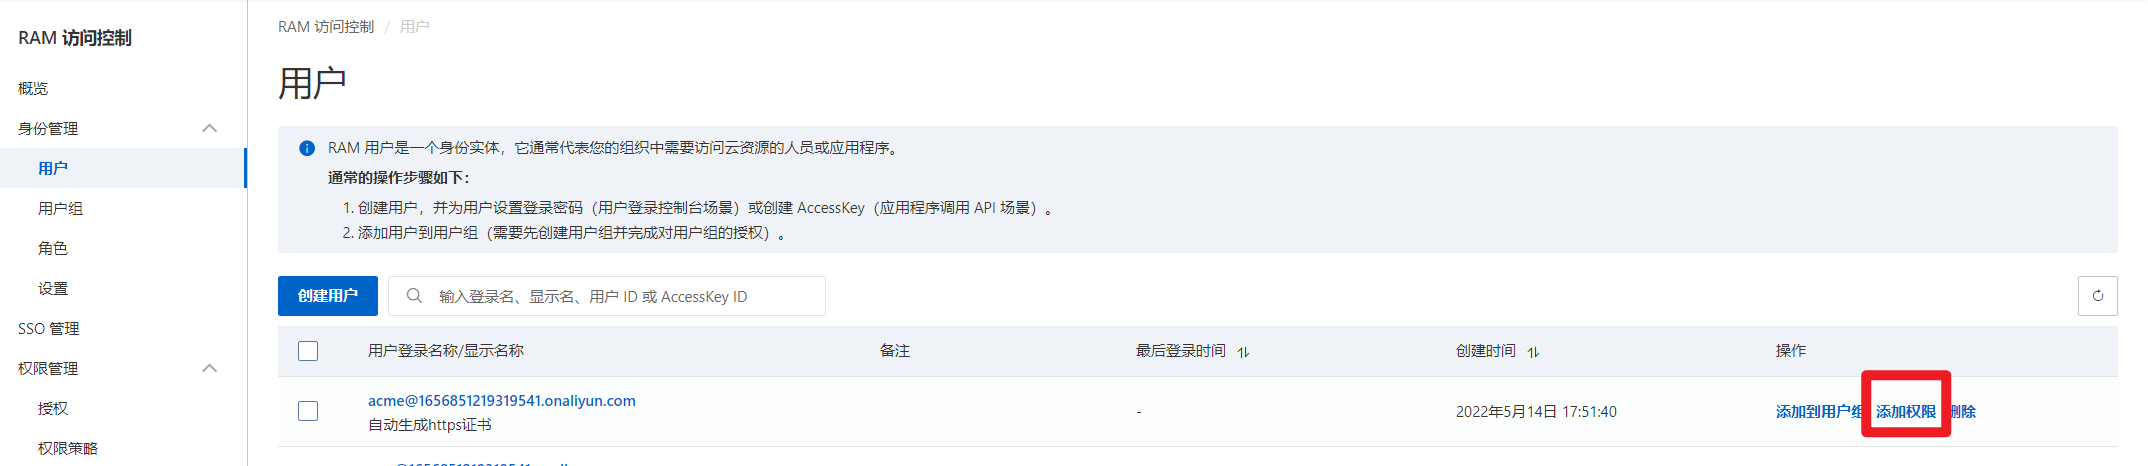 RAM 访问控制
概览
身份管理
用户
用户组
角色
设置
SSO 管理
权限管理
授权
权限策略
RAM 访问控制 / 用户
用户
RAM 用户是一个身份实体，它通常代表您的组织中需要访问云资源的人员或应用程序。
通常的操作步骤如下：
1. 创建用户，并为用户设置登录密码（用户登录控制台场景）或创建 AccessKey（应用程序调用 API 场景）。
2. 添加用户到用户组（需要先创建用户组并完成对用户组的授权）。
创建用户 输入登录名、显示名、用户 ID 或 AccessKey ID
用户登录名称/显示名称 备注 最后登录时间 创建时间 操作
acme@1656851219319541.onaliyun.com
自动生成https证书
- 2022年5月14日 17:51:40 添加到用户组 添加权限 删除